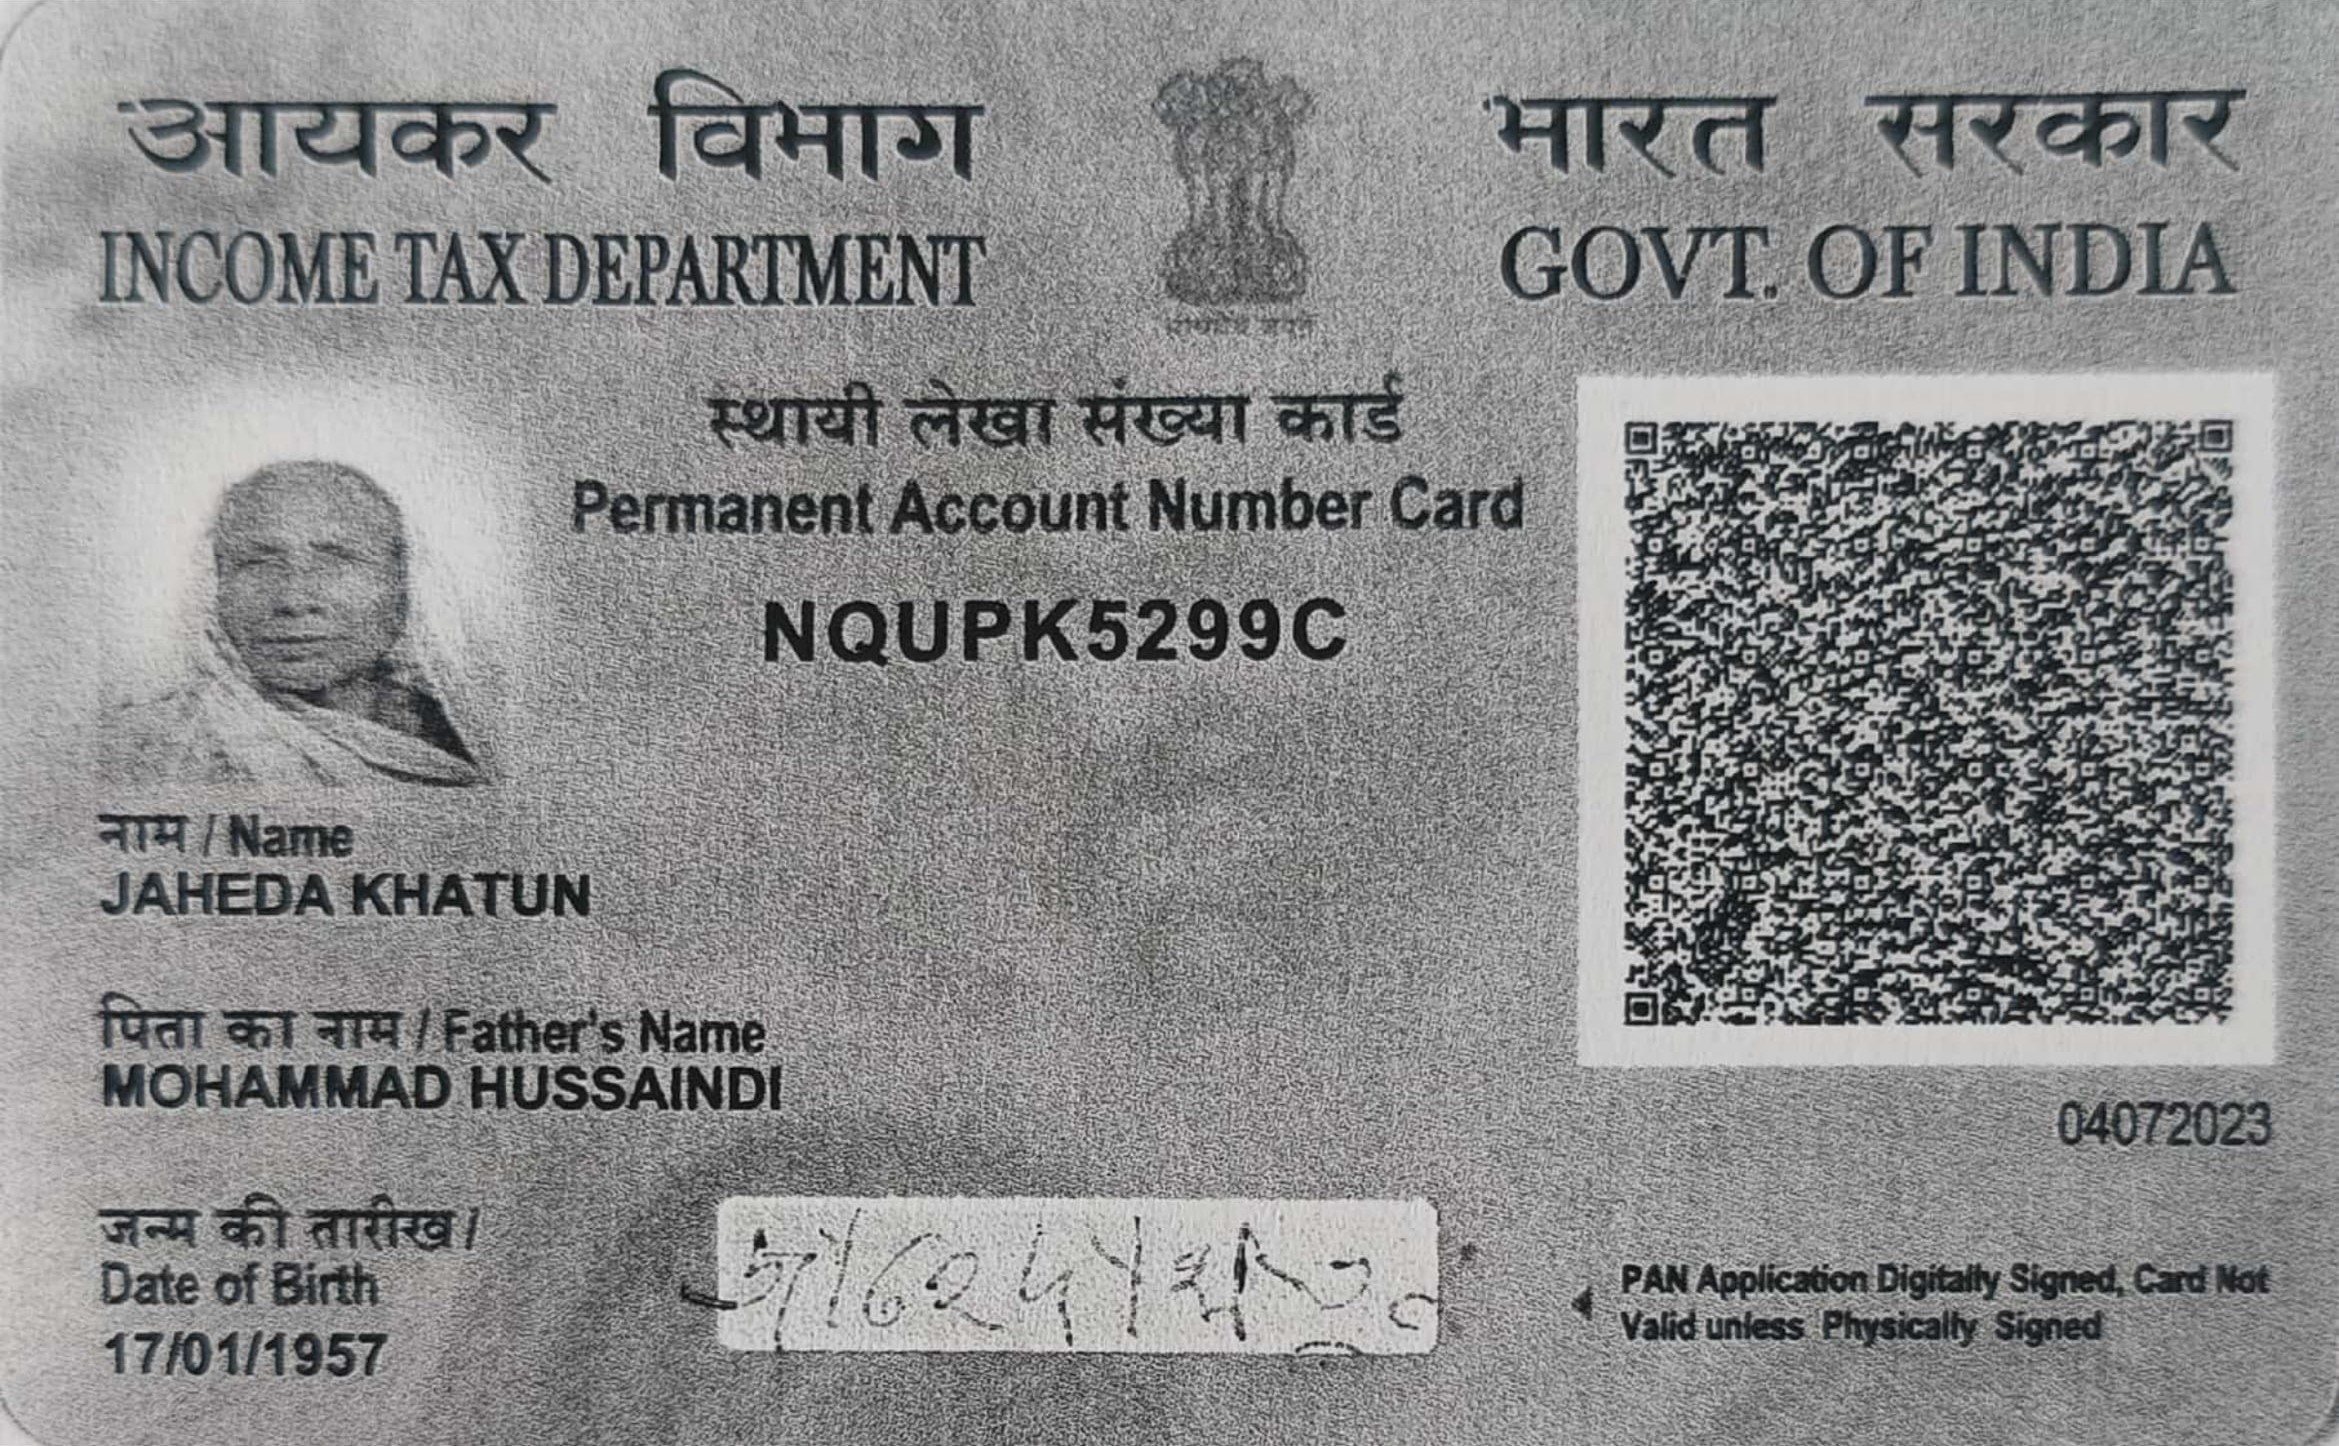 आयकर विभाग
INCOME TAX DEPARTMENT
भारत सरकार
GOVT. OF INDIA
सत्यमेव जयते
स्थायी लेखा संख्या कार्ड
Permanent Account Number Card
NQUPK5299C
नाम / Name
JAHEDA KHATUN
पिता का नाम / Father's Name
MOHAMMAD HUSSAINDI
04072023
जन्म की तारीख /
Date of Birth
17/01/1957
PAN Application Digitally Signed, Card Not
Valid unless Physically Signed